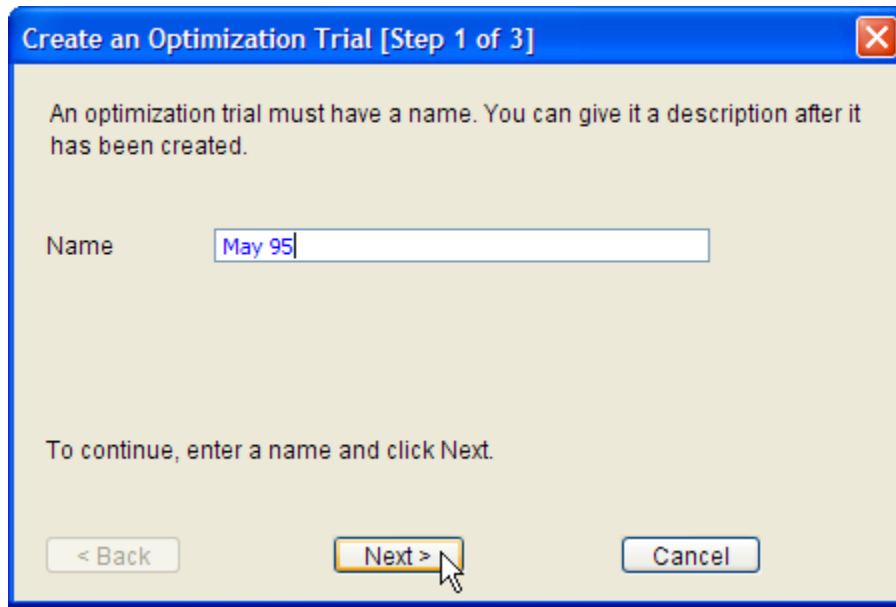 Create an Optimization Trial [Step 1 of 3]
An optimization trial must have a name. You can give it a description after it
has been created.
Name
May 95
To continue, enter a name and click Next.
< Back
Next >
Cancel